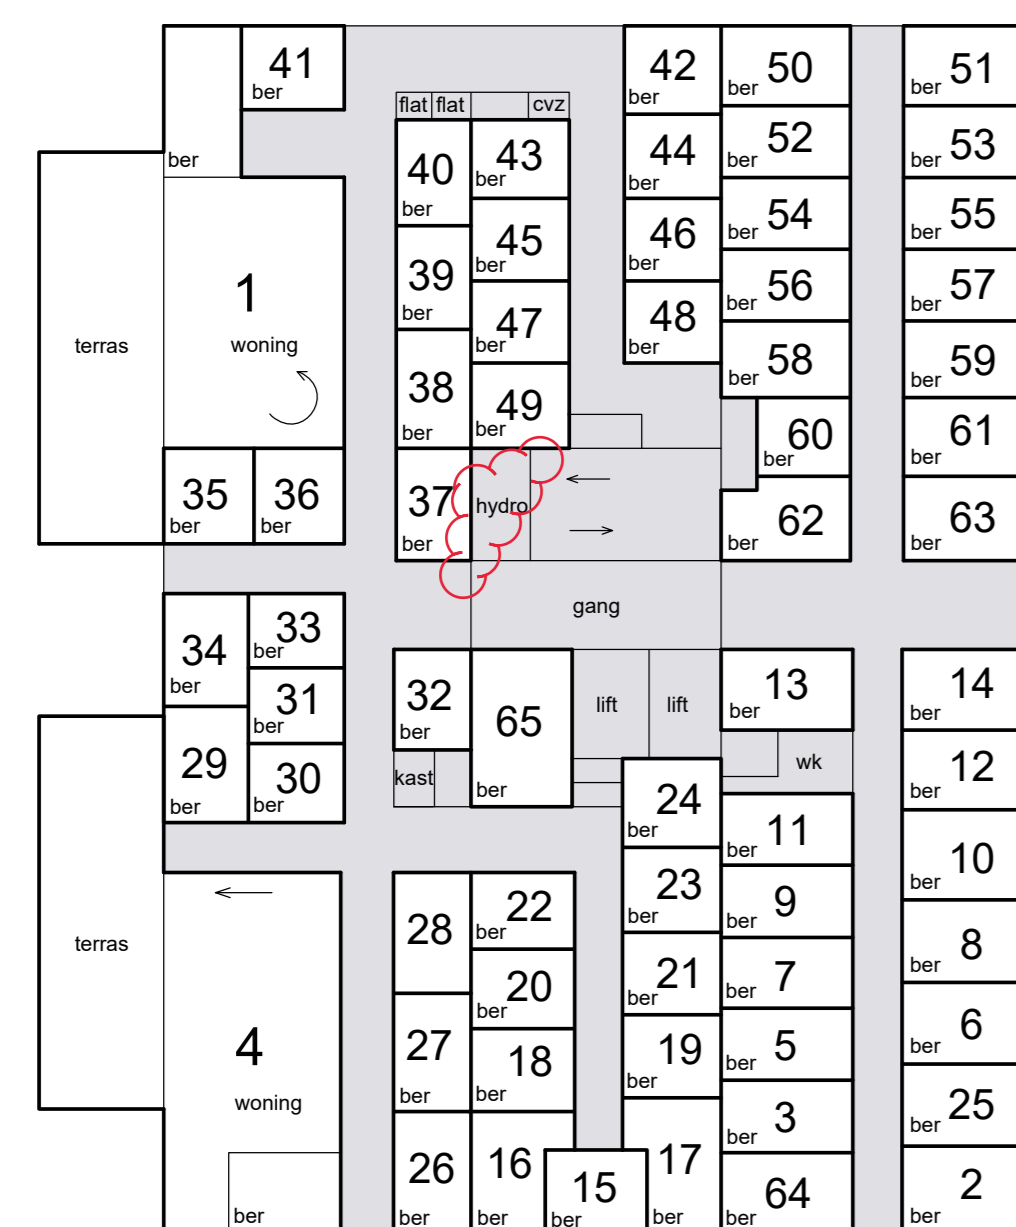 41
ber
42
ber
50
ber
51
ber
flat flat
cvz
ber
40
ber
43
ber
44
ber
52
ber
53
ber
45
ber
46
ber
54
ber
55
ber
1
woning
terras
39
ber
47
ber
48
ber
56
ber
57
ber
38
ber
49
ber
58
ber
59
ber
60
ber
61
ber
35
ber
36
ber
37
ber
hydro
62
ber
63
ber
gang
34
ber
33
ber
31
ber
32
ber
65
ber
lift
lift
13
ber
14
ber
29
ber
30
ber
kast
24
ber
wk
12
ber
11
ber
10
ber
terras
28
22
ber
23
ber
9
ber
8
ber
20
ber
21
ber
7
ber
4
woning
27
ber
18
ber
19
ber
5
ber
6
ber
3
ber
25
ber
ber
26
ber
16
ber
15
ber
17
ber
64
ber
2
ber